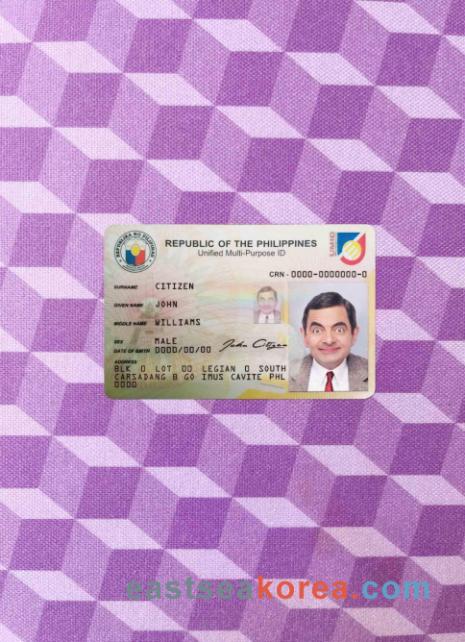 REPUBLIC OF THE PHILIPPINES
Unified Multi-Purpose ID
UMID
CRN - 0000-0000000-0
SURNAME CITIZEN
GIVEN NAME JOHN
MIDDLE NAME WILLIAMS
SEX MALE
DATE OF BIRTH 0000/00/00
John Citizen
ADDRESS
BLK 0 LOT 00 LEGIAN 0 SOUTH
CARSADANG B GO IMUS CAVITE PHL
0000
eastseakorea.com